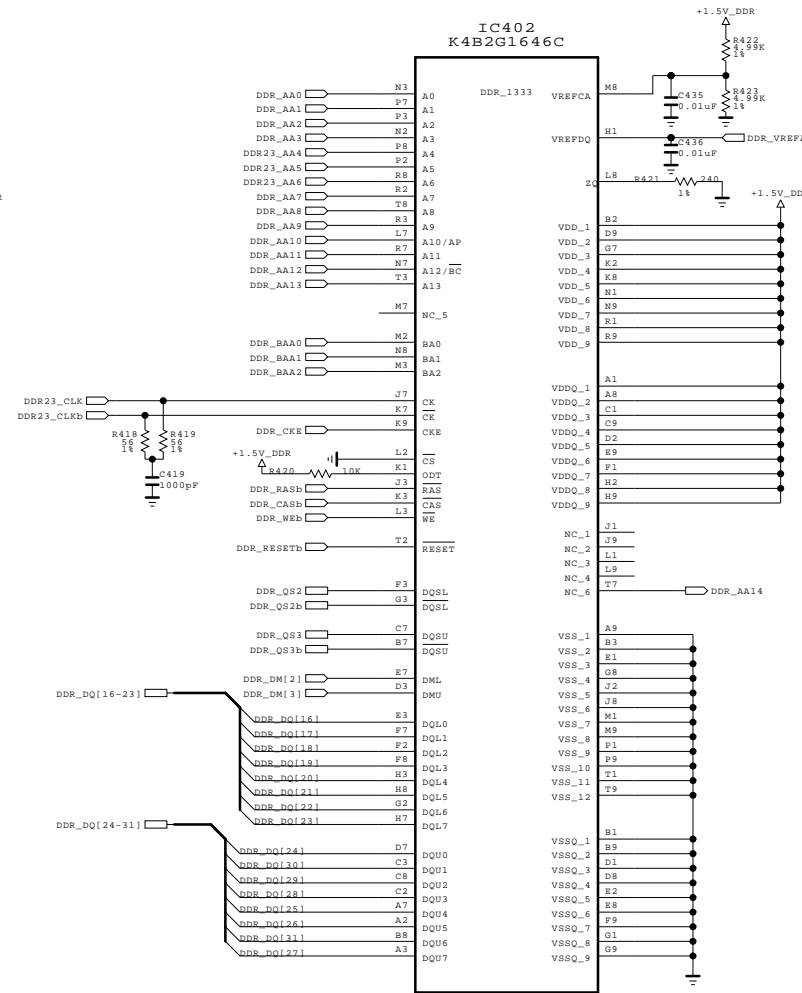 +1.5V_DDR
IC402
K4B2G1646C
R422
4.99K
1%
DDR_1333
DDR_AA0 N3 A0
DDR_AA1 P7 A1
DDR_AA2 P3 A2
DDR_AA3 N2 A3
DDR23_AA4 P8 A4
DDR23_AA5 P2 A5
DDR23_AA6 R8 A6
DDR_AA7 R2 A7
DDR_AA8 T8 A8
DDR_AA9 R3 A9
DDR_AA10 L7 A10/AP
DDR_AA11 R7 A11
DDR_AA12 N7 A12/BC
DDR_AA13 T3 A13
M7 NC_5
DDR_BAA0 M2 BA0
DDR_BAA1 N8 BA1
DDR_BAA2 M3 BA2
DDR23_CLK J7 CK
DDR23_CLKb K7 CK
DDR_CKE K9 CKE
R418
56
1%
R419
56
1%
C419
1000pF
L2 CS
+1.5V_DDR
R420 10K K1 ODT
DDR_RASb J3 RAS
DDR_CASb K3 CAS
DDR_WEb L3 WE
DDR_RESETb T2 RESET
DDR_QS2 F3 DQSL
DDR_QS2b G3 DQSL
DDR_QS3 C7 DQSU
DDR_QS3b B7 DQSU
DDR_DM[2] E7 DML
DDR_DM[3] D3 DMU
DDR_DQ[16-23]
DDR_DQ[16] E3 DQL0
DDR_DQ[17] F7 DQL1
DDR_DQ[18] F2 DQL2
DDR_DQ[19] F8 DQL3
DDR_DQ[20] H3 DQL4
DDR_DQ[21] H8 DQL5
DDR_DQ[22] G2 DQL6
DDR_DQ[23] H7 DQL7
DDR_DQ[24-31]
DDR_DQ[24] D7 DQU0
DDR_DQ[30] C3 DQU1
DDR_DQ[29] C8 DQU2
DDR_DQ[28] C2 DQU3
DDR_DQ[25] A7 DQU4
DDR_DQ[26] A2 DQU5
DDR_DQ[31] B8 DQU6
DDR_DQ[27] A3 DQU7
VREFCA M8
C435
0.01uF
R423
4.99K
1%
VREFDQ H1
DDR_VREFA
C436
0.01uF
ZQ L8 R421 240
1%
+1.5V_DD
VDD_1 B2
VDD_2 D9
VDD_3 G7
VDD_4 K2
VDD_5 K8
VDD_6 N1
VDD_7 N9
VDD_8 R1
VDD_9 R9
VDDQ_1 A1
VDDQ_2 A8
VDDQ_3 C1
VDDQ_4 C9
VDDQ_5 D2
VDDQ_6 E9
VDDQ_7 F1
VDDQ_8 H2
VDDQ_9 H9
NC_1 J1
NC_2 J9
NC_3 L1
NC_4 L9
NC_6 T7 DDR_AA14
VSS_1 A9
VSS_2 B3
VSS_3 E1
VSS_4 G8
VSS_5 J2
VSS_6 J8
VSS_7 M1
VSS_8 M9
VSS_9 P1
VSS_10 P9
VSS_11 T1
VSS_12 T9
VSSQ_1 B1
VSSQ_2 B9
VSSQ_3 D1
VSSQ_4 D8
VSSQ_5 E2
VSSQ_6 E8
VSSQ_7 F9
VSSQ_8 G1
VSSQ_9 G9